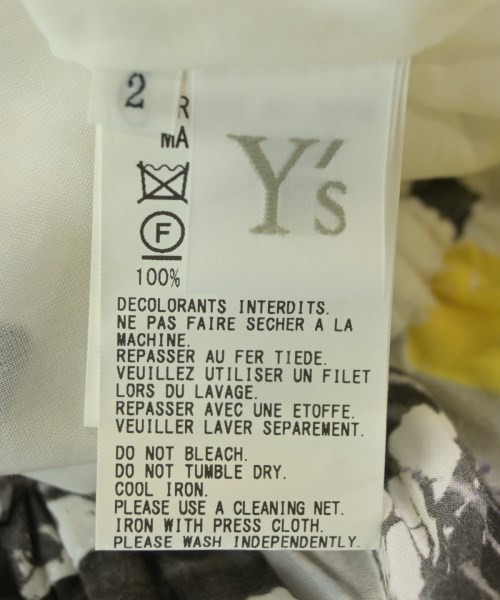 2
R
MA
Y's
F
100%
DECOLORANTS INTERDITS.
NE PAS FAIRE SECHER A LA
MACHINE.
REPASSER AU FER TIEDE.
VEUILLEZ UTILISER UN FILET
LORS DU LAVAGE.
REPASSER AVEC UNE ETOFFE.
VEUILLER LAVER SEPAREMENT.
DO NOT BLEACH.
DO NOT TUMBLE DRY.
COOL IRON.
PLEASE USE A CLEANING NET.
IRON WITH PRESS CLOTH.
PLEASE WASH INDEPENDENLY.